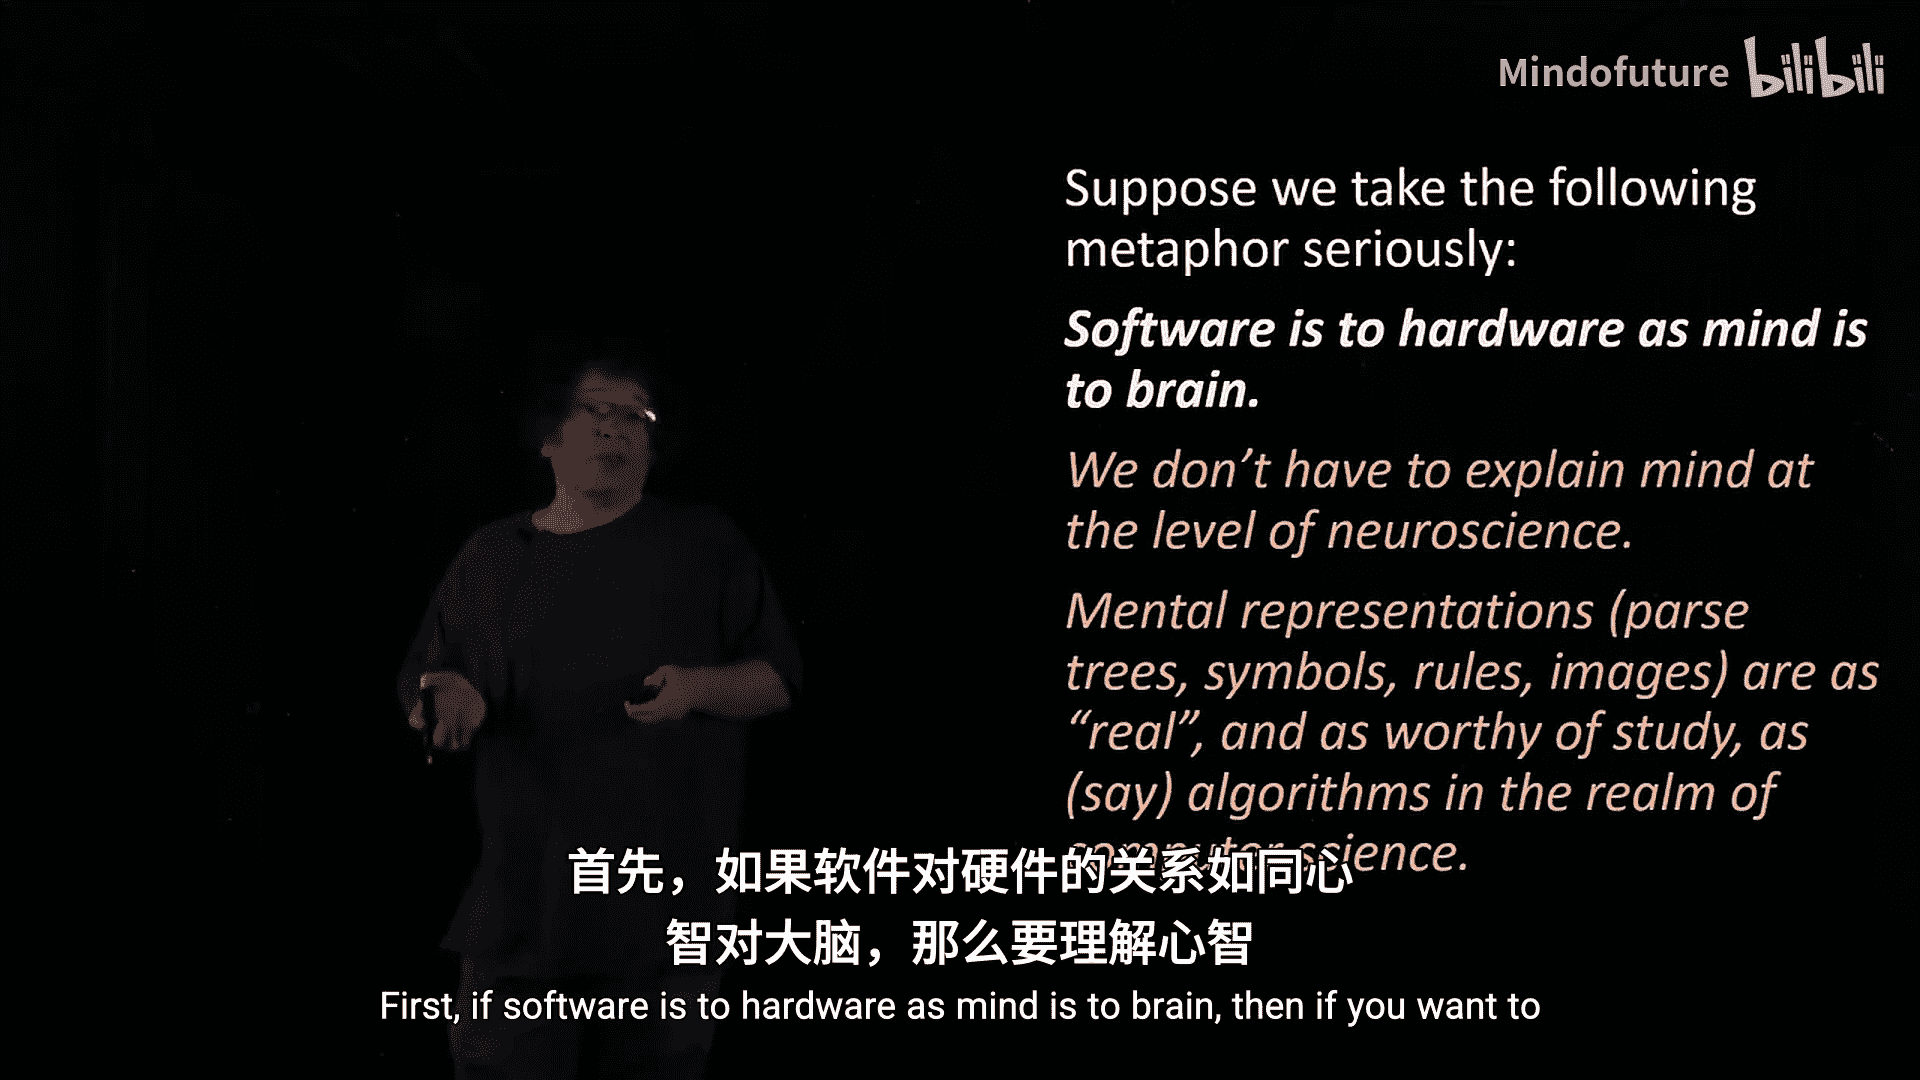 Mindofuture bilibili
Suppose we take the following
metaphor seriously:
Software is to hardware as mind is
to brain.
We don’t have to explain mind at
the level of neuroscience.
Mental representations (parse
trees, symbols, rules, images) are as
“real”, and as worthy of study, as
(say) algorithms in the realm of
computer science.
首先，如果软件对硬件的关系如同心
智对大脑，那么要理解心智
First, if software is to hardware as mind is to brain, then if you want to